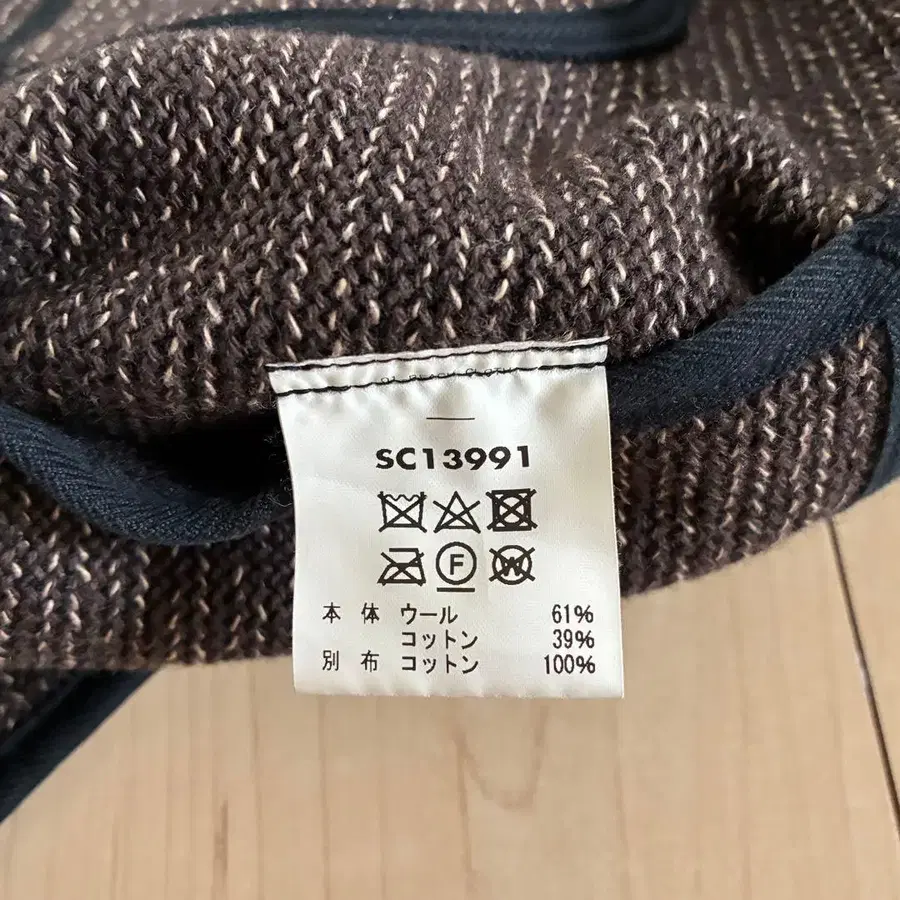 SC13991
F
W
本体 ウール 61%
コットン 39%
別布 コットン 100%